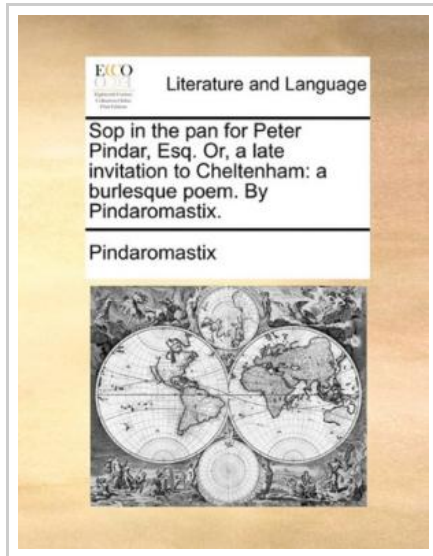 ECCO
Literature and Language
Sop in the pan for Peter
Pindar, Esq. Or, a late
invitation to Cheltenham: a
burlesque poem. By
Pindaromastix.
Pindaromastix